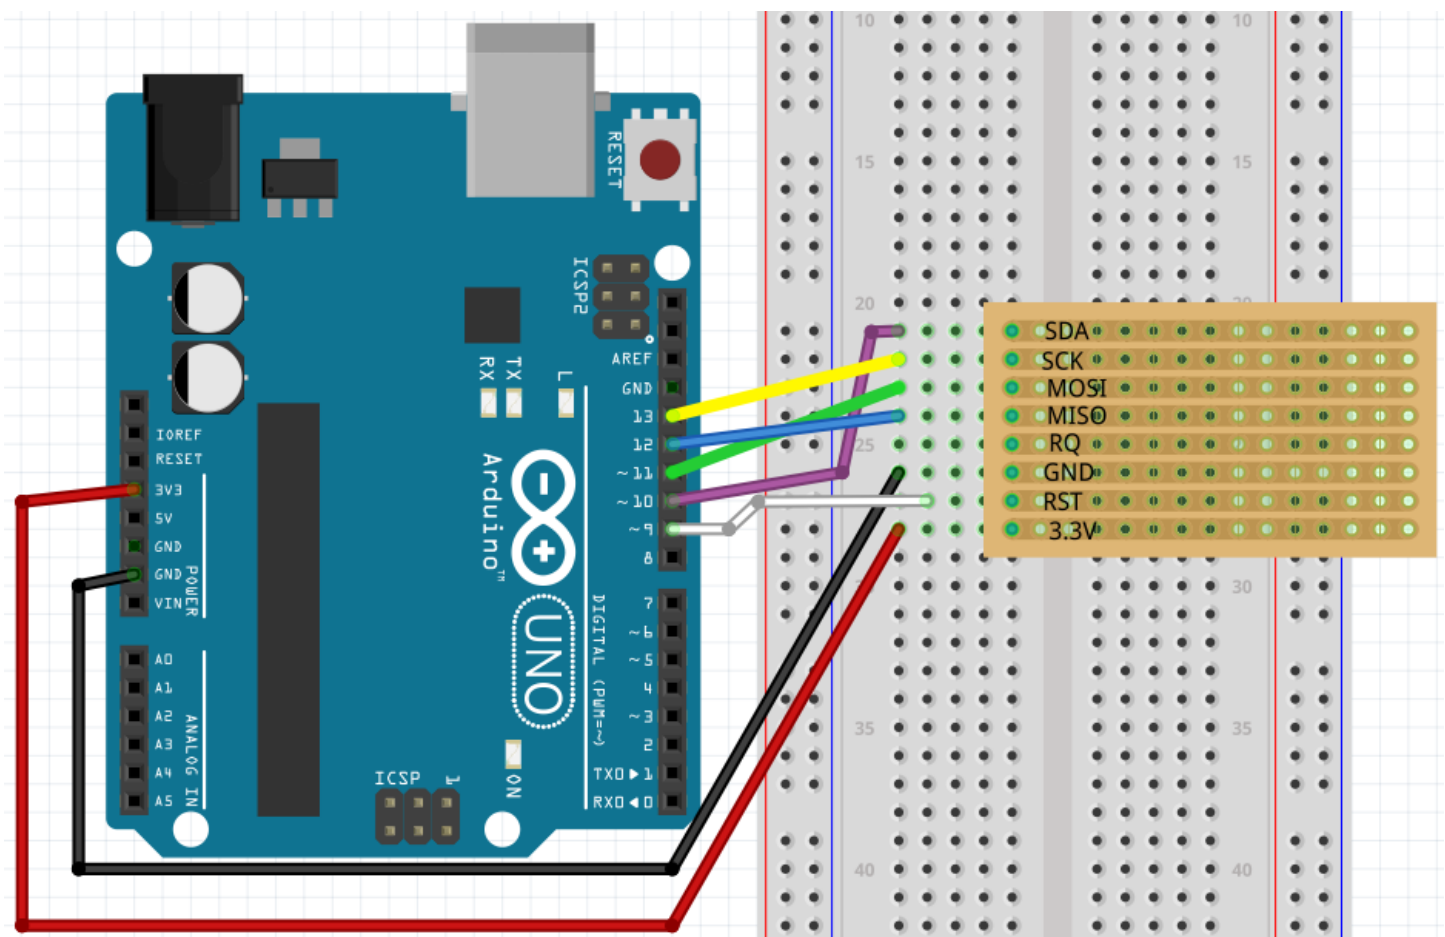 10 10
15 15
20
25
30
35 35
40 40
RESET
ICSP2
AREF
GND
13
12
~11
~10
~9
8
7
~6
~5
4
~3
2
TX0▶1
RX0◀0
DIGITAL (PWM=~)
RX
TX
L
Arduino™
UNO
IOREF
RESET
3V3
5V
GND
GND
VIN
POWER
A0
A1
A2
A3
A4
A5
ANALOG IN
ICSP
1
ON
SDA
SCK
MOSI
MISO
RQ
GND
RST
3.3V